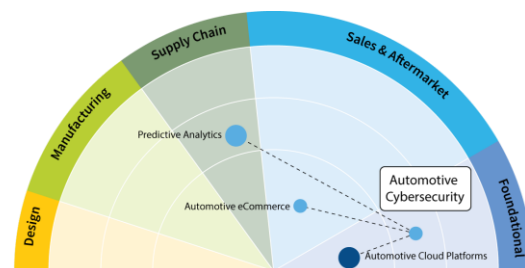 Supply Chain
Sales & Aftermarket
Manufacturing
Predictive Analytics
Automotive
Cybersecurity
Foundational
Design
Automotive eCommerce
Automotive Cloud Platforms